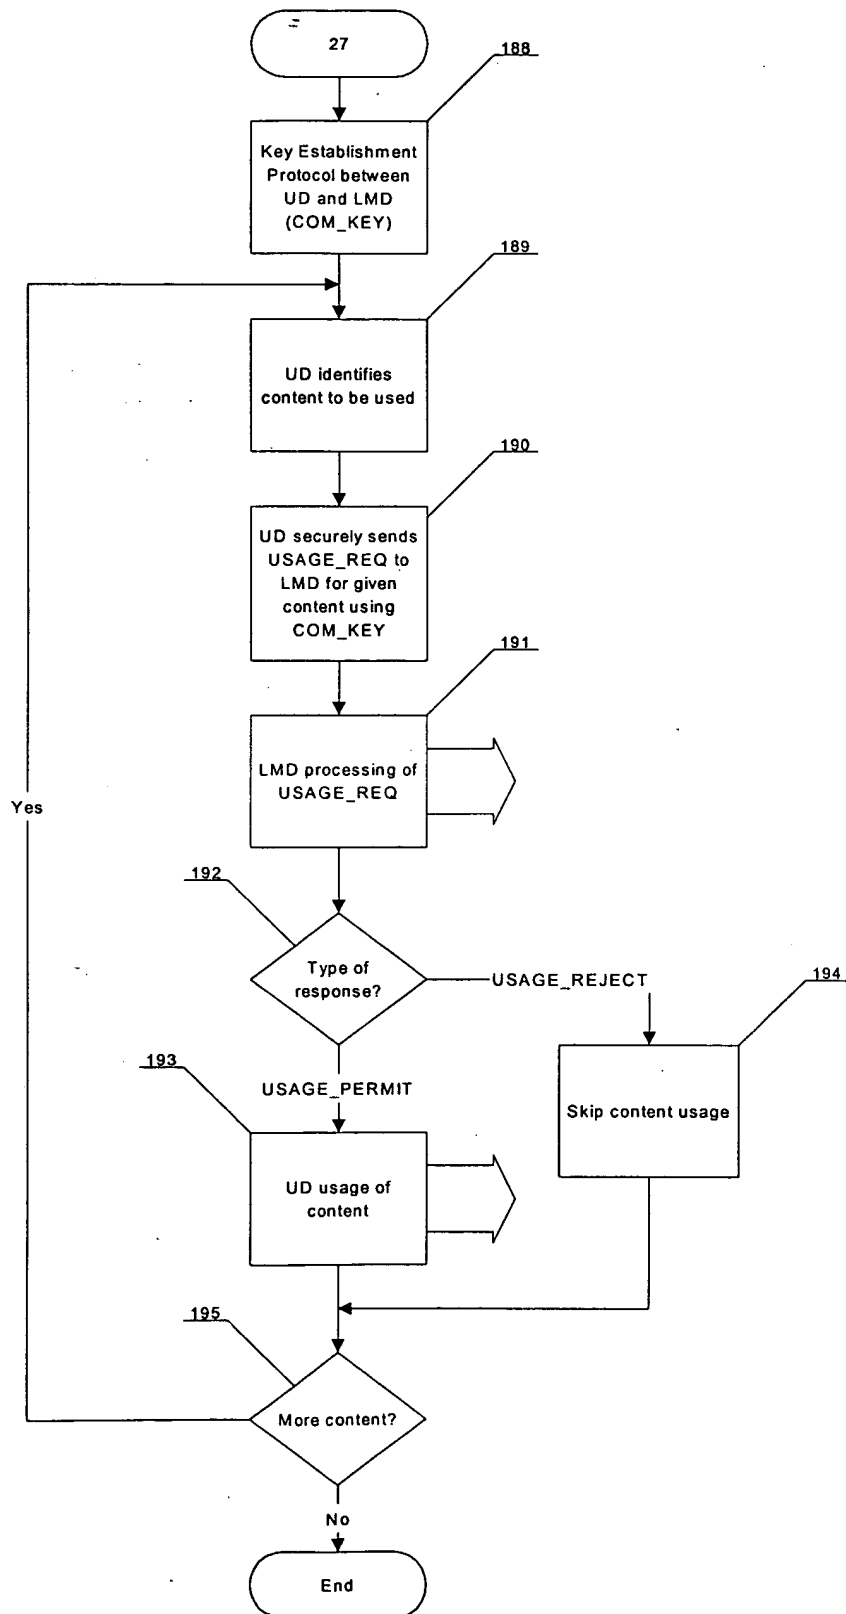 27
188
Key Establishment
Protocol between
UD and LMD
(COM_KEY)
189
UD identifies
content to be used
190
UD securely sends
USAGE_REQ to
LMD for given
content using
COM_KEY
191
LMD processing of
USAGE_REQ
Yes
192
Type of
response?
USAGE_REJECT
194
193
USAGE_PERMIT
Skip content usage
UD usage of
content
195
More content?
No
End